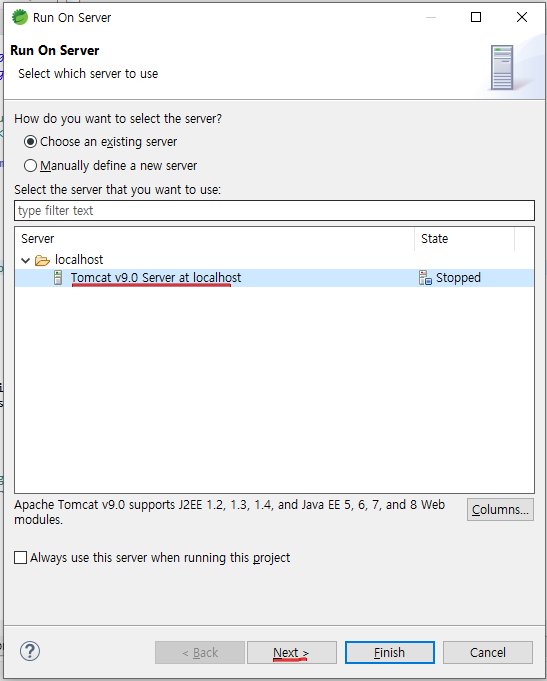 Run On Server
Run On Server
Select which server to use
How do you want to select the server?
Choose an existing server
Manually define a new server
Select the server that you want to use:
type filter text
Server State
localhost
Tomcat v9.0 Server at localhost Stopped
Apache Tomcat v9.0 supports J2EE 1.2, 1.3, 1.4, and Java EE 5, 6, 7, and 8 Web
modules.
Columns...
Always use this server when running this project
< Back Next > Finish Cancel